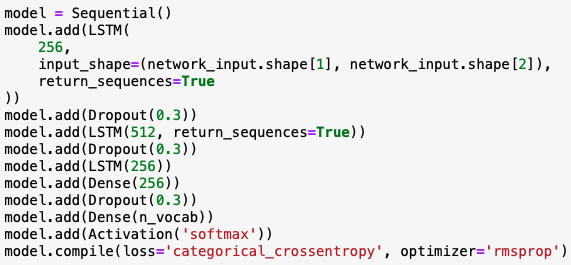 model = Sequential()
model.add(LSTM(
    256,
    input_shape=(network_input.shape[1], network_input.shape[2]),
    return_sequences=True
))
model.add(Dropout(0.3))
model.add(LSTM(512, return_sequences=True))
model.add(Dropout(0.3))
model.add(LSTM(256))
model.add(Dense(256))
model.add(Dropout(0.3))
model.add(Dense(n_vocab))
model.add(Activation('softmax'))
model.compile(loss='categorical_crossentropy', optimizer='rmsprop')